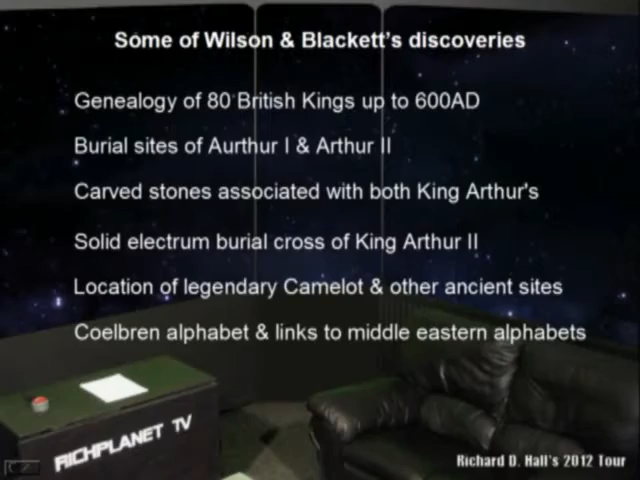 Some of Wilson & Blackett's discoveries
Genealogy of 80 British Kings up to 600AD
Burial sites of Aurthur I & Arthur II
Carved stones associated with both King Arthur's
Solid electrum burial cross of King Arthur II
Location of legendary Camelot & other ancient sites
Coelbren alphabet & links to middle eastern alphabets
RICHPLANET TV
Richard D. Hall's 2012 Tour